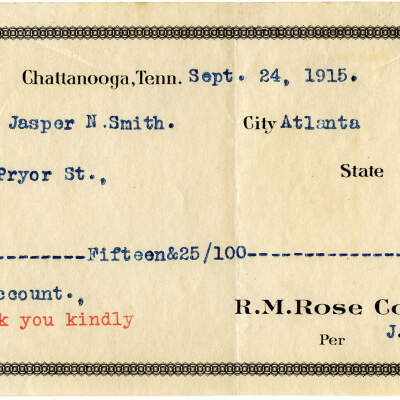 Chattanooga, Tenn. Sept. 24, 1915.
Jasper N. Smith. City Atlanta
Pryor St., State
--------Fifteen&25/100---------------
ccount.,
k you kindly
R.M.Rose Co
Per J.